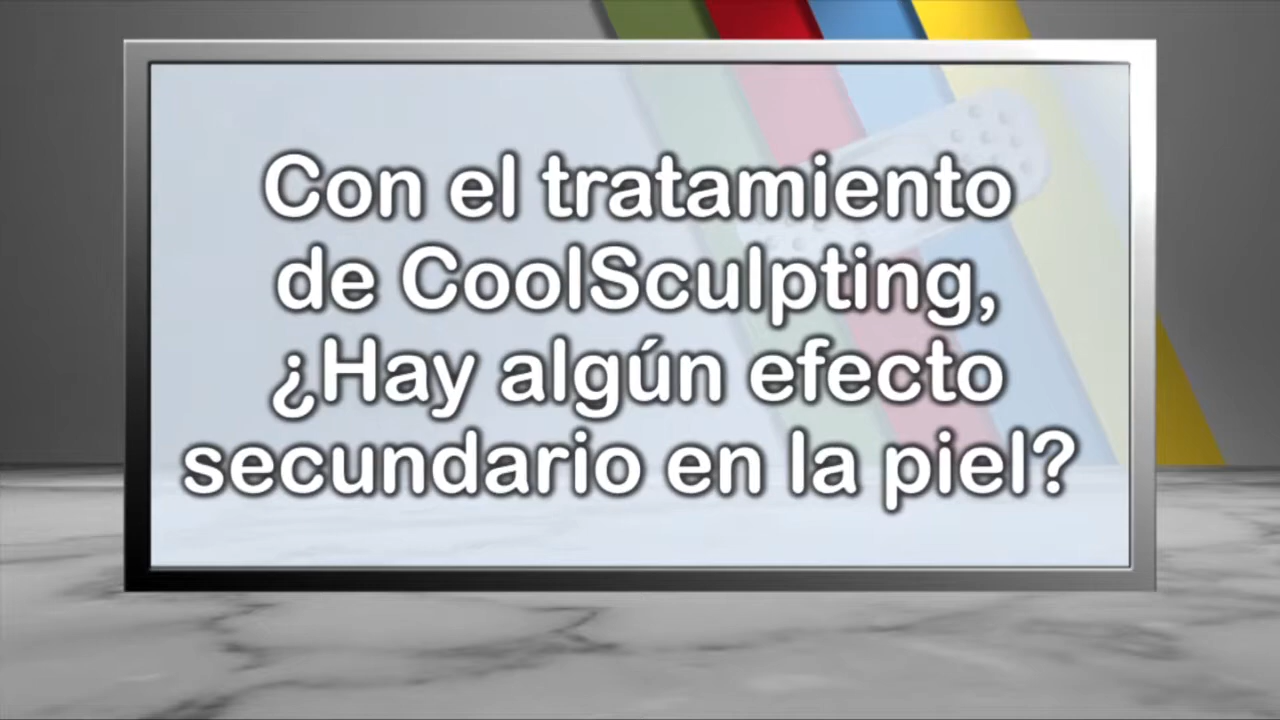 Con el tratamiento
de CoolSculpting,
¿Hay algún efecto
secundario en la piel?